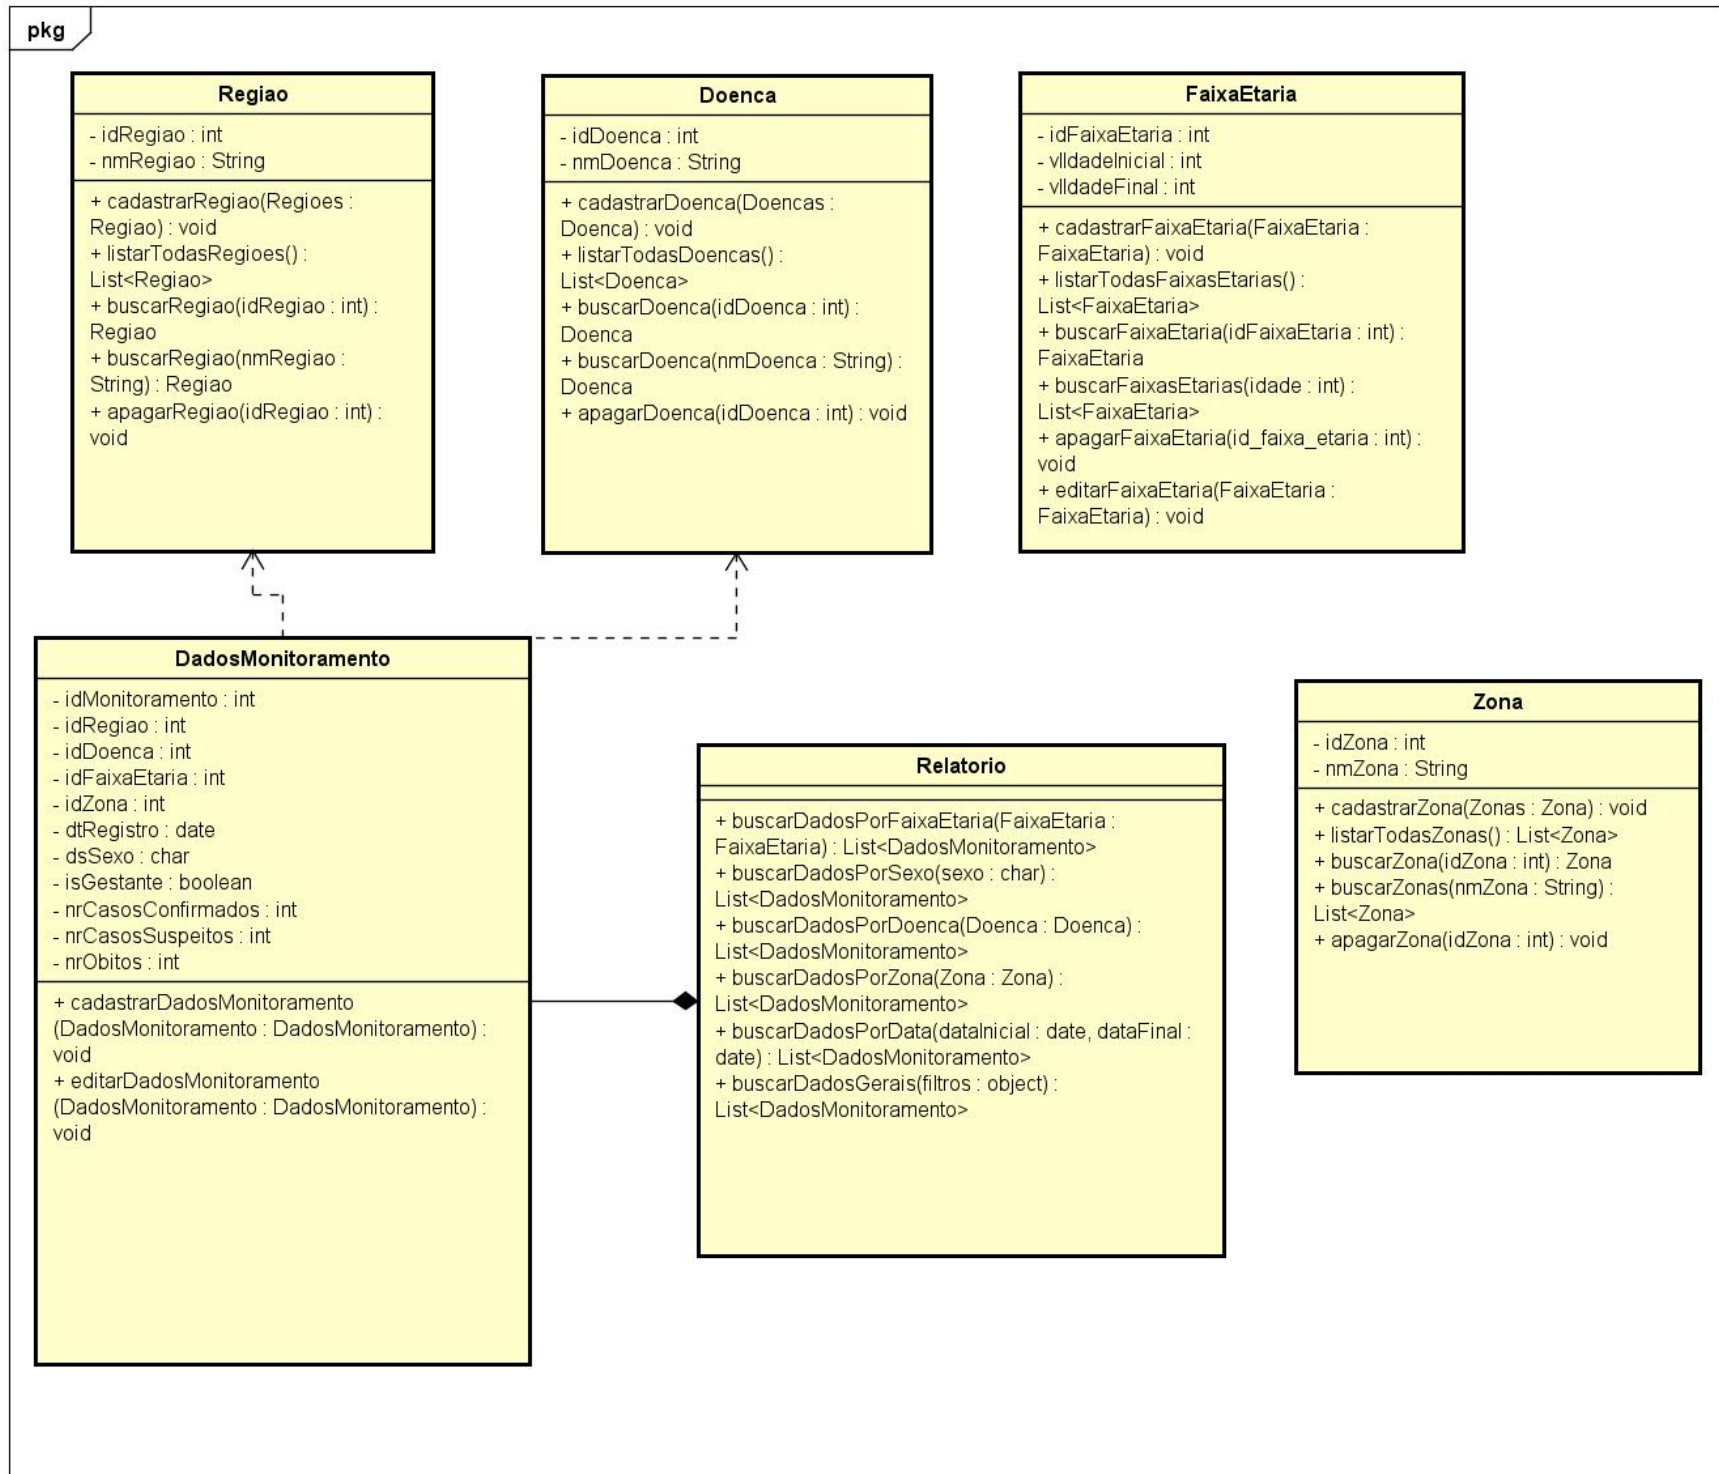 pkg
Regiao
- idRegiao : int
- nmRegiao : String
+ cadastrarRegiao(Regioes :
Regiao) : void
+ listarTodasRegioes() :
List<Regiao>
+ buscarRegiao(idRegiao : int) :
Regiao
+ buscarRegiao(nmRegiao :
String) : Regiao
+ apagarRegiao(idRegiao : int) :
void
Doenca
- idDoenca : int
- nmDoenca : String
+ cadastrarDoenca(Doencas :
Doenca) : void
+ listarTodasDoencas() :
List<Doenca>
+ buscarDoenca(idDoenca : int) :
Doenca
+ buscarDoenca(nmDoenca : String) :
Doenca
+ apagarDoenca(idDoenca : int) : void
FaixaEtaria
- idFaixaEtaria : int
- vlIdadeInicial : int
- vlIdadeFinal : int
+ cadastrarFaixaEtaria(FaixaEtaria :
FaixaEtaria) : void
+ listarTodasFaixasEtarias() :
List<FaixaEtaria>
+ buscarFaixaEtaria(idFaixaEtaria : int) :
FaixaEtaria
+ buscarFaixasEtarias(idade : int) :
List<FaixaEtaria>
+ apagarFaixaEtaria(id_faixa_etaria : int) :
void
+ editarFaixaEtaria(FaixaEtaria :
FaixaEtaria) : void
DadosMonitoramento
- idMonitoramento : int
- idRegiao : int
- idDoenca : int
- idFaixaEtaria : int
- idZona : int
- dtRegistro : date
- dsSexo : char
- isGestante : boolean
- nrCasosConfirmados : int
- nrCasosSuspeitos : int
- nrObitos : int
+ cadastrarDadosMonitoramento
(DadosMonitoramento : DadosMonitoramento) :
void
+ editarDadosMonitoramento
(DadosMonitoramento : DadosMonitoramento) :
void
Relatorio
+ buscarDadosPorFaixaEtaria(FaixaEtaria :
FaixaEtaria) : List<DadosMonitoramento>
+ buscarDadosPorSexo(sexo : char) :
List<DadosMonitoramento>
+ buscarDadosPorDoenca(Doenca : Doenca) :
List<DadosMonitoramento>
+ buscarDadosPorZona(Zona : Zona) :
List<DadosMonitoramento>
+ buscarDadosPorData(dataInicial : date, dataFinal :
date) : List<DadosMonitoramento>
+ buscarDadosGerais(filtros : object) :
List<DadosMonitoramento>
Zona
- idZona : int
- nmZona : String
+ cadastrarZona(Zonas : Zona) : void
+ listarTodasZonas() : List<Zona>
+ buscarZona(idZona : int) : Zona
+ buscarZonas(nmZona : String) :
List<Zona>
+ apagarZona(idZona : int) : void